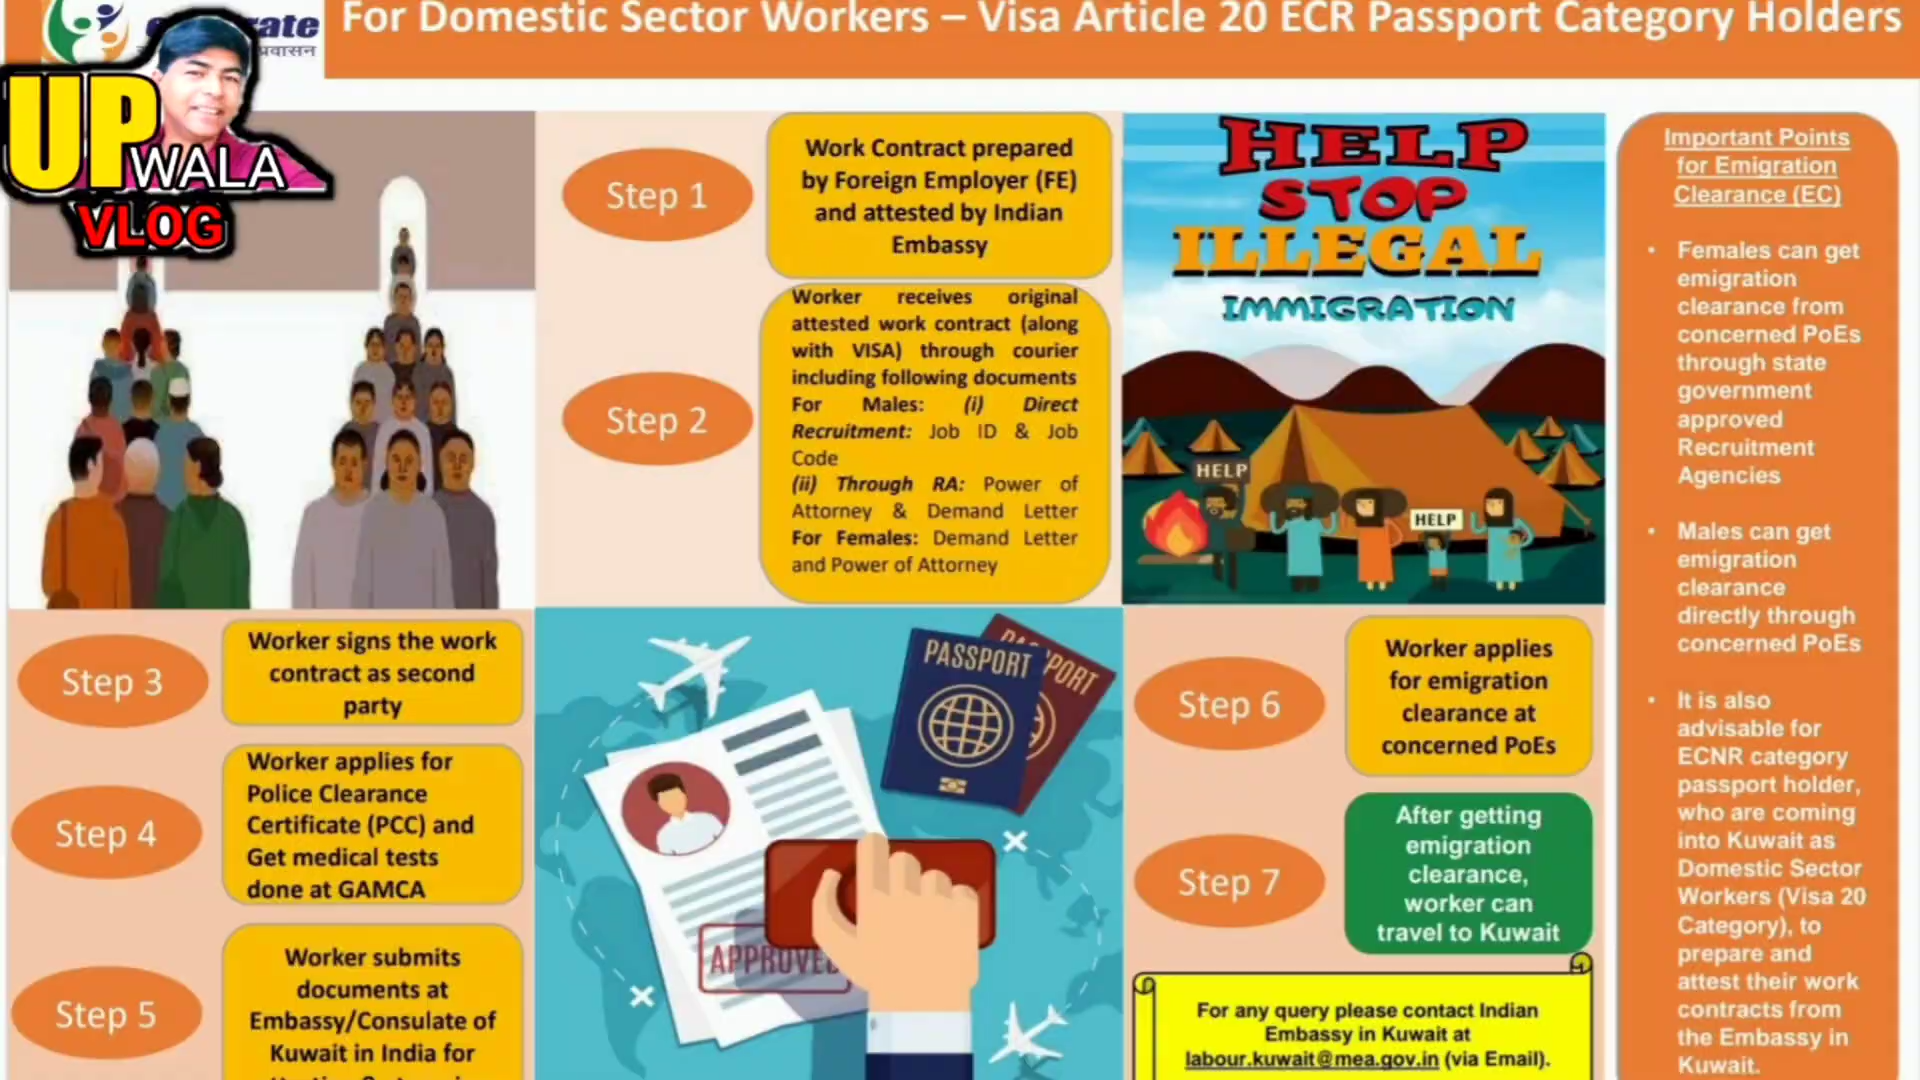 For Domestic Sector Workers – Visa Article 20 ECR Passport Category Holders
UP
WALA
VLOG
Step 1
Work Contract prepared
by Foreign Employer (FE)
and attested by Indian
Embassy
Step 2
Worker receives original
attested work contract (along
with VISA) through courier
including following documents
For Males: (i) Direct
Recruitment: Job ID & Job
Code
(ii) Through RA: Power of
Attorney & Demand Letter
For Females: Demand Letter
and Power of Attorney
HELP
STOP
ILLEGAL
IMMIGRATION
HELP
HELP
Step 3
Worker signs the work
contract as second
party
Step 4
Worker applies for
Police Clearance
Certificate (PCC) and
Get medical tests
done at GAMCA
Step 5
Worker submits
documents at
Embassy/Consulate of
Kuwait in India for
PASSPORT
APPROVED
Step 6
Worker applies
for emigration
clearance at
concerned PoEs
Step 7
After getting
emigration
clearance,
worker can
travel to Kuwait
For any query please contact Indian
Embassy in Kuwait at
labour.kuwait@mea.gov.in (via Email).
Important Points
for Emigration
Clearance (EC)
• Females can get
emigration
clearance from
concerned PoEs
through state
government
approved
Recruitment
Agencies
• Males can get
emigration
clearance
directly through
concerned PoEs
• It is also
advisable for
ECNR category
passport holder,
who are coming
into Kuwait as
Domestic Sector
Workers (Visa 20
Category), to
prepare and
attest their work
contracts from
the Embassy in
Kuwait.